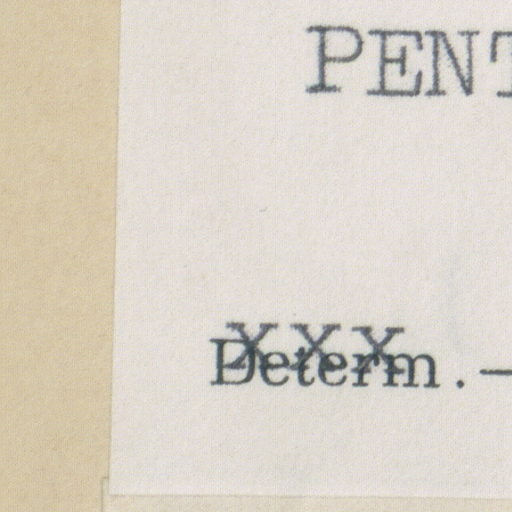 PENT
XXX
Determ.—